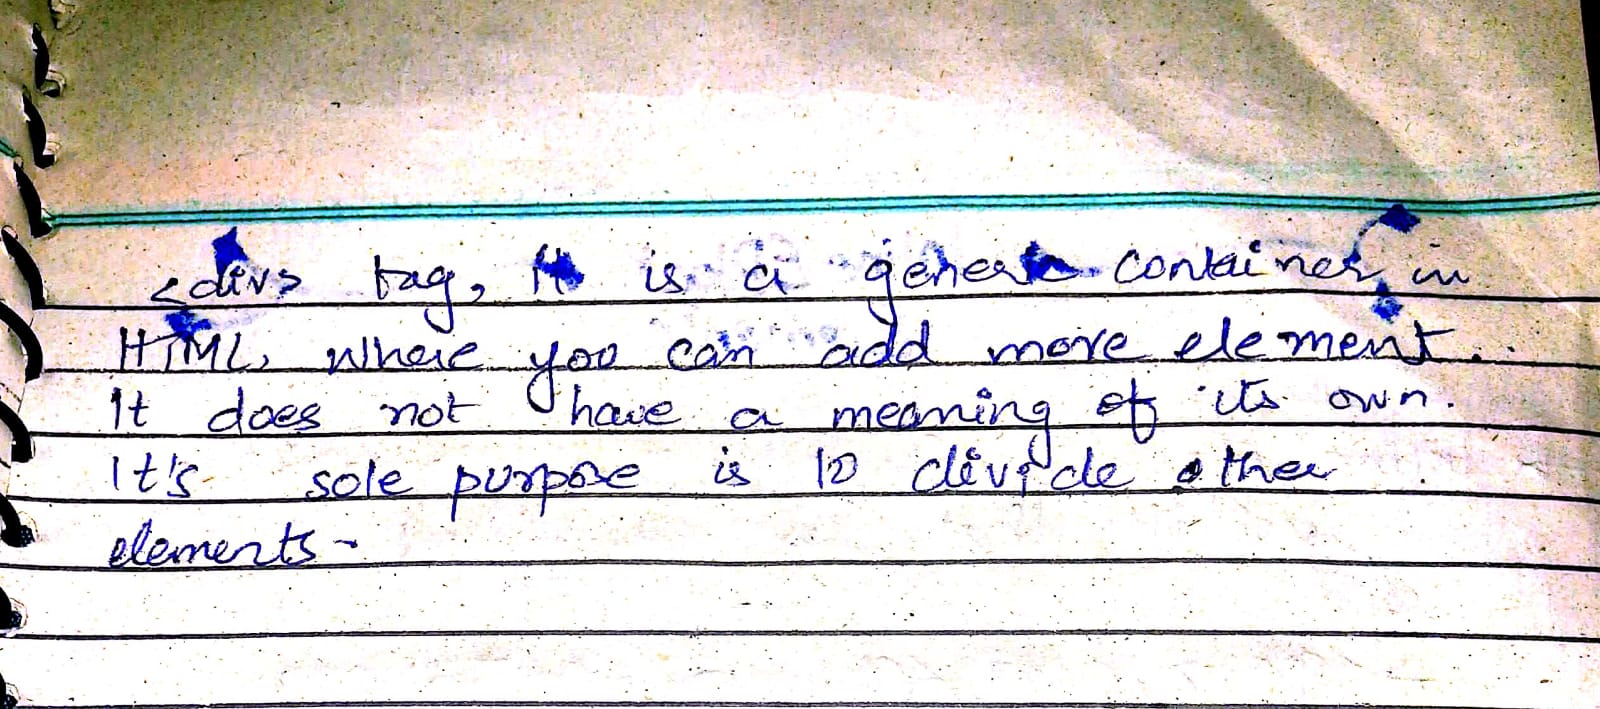 <div> tag, It is a generic container in
HTML, where you can add more element.
It does not have a meaning of its own.
It's sole purpose is to divide other
elements.